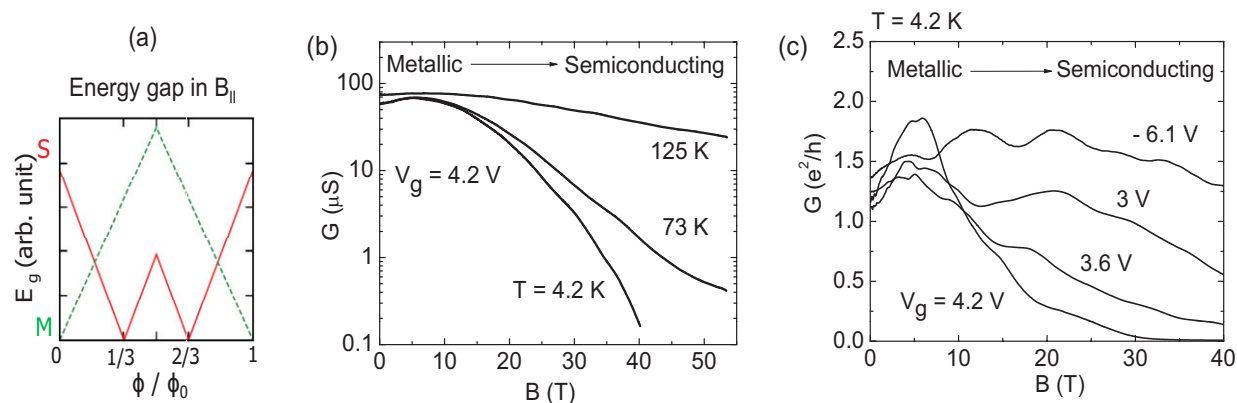 (a)
Energy gap in B||
E g (arb. unit)
S
M
0
1/3
2/3
1
ϕ / ϕ0
(b)
Metallic → Semiconducting
G (μS)
100
10
1
0.1
125 K
Vg = 4.2 V
73 K
T = 4.2 K
0 10 20 30 40 50
B (T)
T = 4.2 K
(c)
Metallic → Semiconducting
G (e²/h)
2.5
2.0
1.5
1.0
0.5
0.0
- 6.1 V
3 V
3.6 V
Vg = 4.2 V
0 10 20 30 40
B (T)